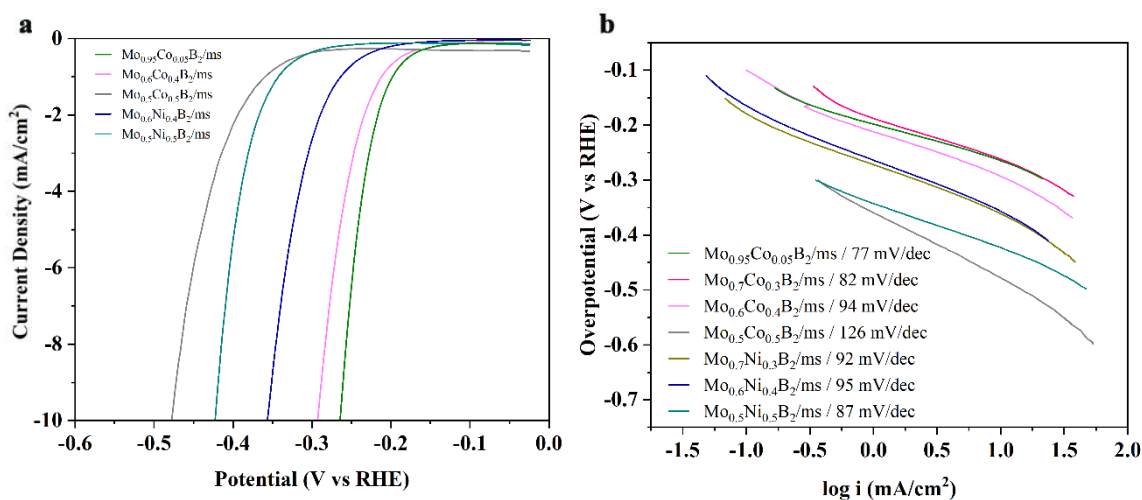 a
0
-2
-4
-6
-8
-10
Current Density (mA/cm²)
Mo₀.₉₅Co₀.₀₅B₂/ms
Mo₀.₆Co₀.₄B₂/ms
Mo₀.₅Co₀.₅B₂/ms
Mo₀.₆Ni₀.₄B₂/ms
Mo₀.₅Ni₀.₅B₂/ms
-0.6 -0.5 -0.4 -0.3 -0.2 -0.1 0.0
Potential (V vs RHE)
b
-0.1
-0.2
-0.3
-0.4
-0.5
-0.6
-0.7
Overpotential (V vs RHE)
Mo₀.₉₅Co₀.₀₅B₂/ms / 77 mV/dec
Mo₀.₇Co₀.₃B₂/ms / 82 mV/dec
Mo₀.₆Co₀.₄B₂/ms / 94 mV/dec
Mo₀.₅Co₀.₅B₂/ms / 126 mV/dec
Mo₀.₇Ni₀.₃B₂/ms / 92 mV/dec
Mo₀.₆Ni₀.₄B₂/ms / 95 mV/dec
Mo₀.₅Ni₀.₅B₂/ms / 87 mV/dec
-1.5 -1.0 -0.5 0.0 0.5 1.0 1.5 2.0
log i (mA/cm²)